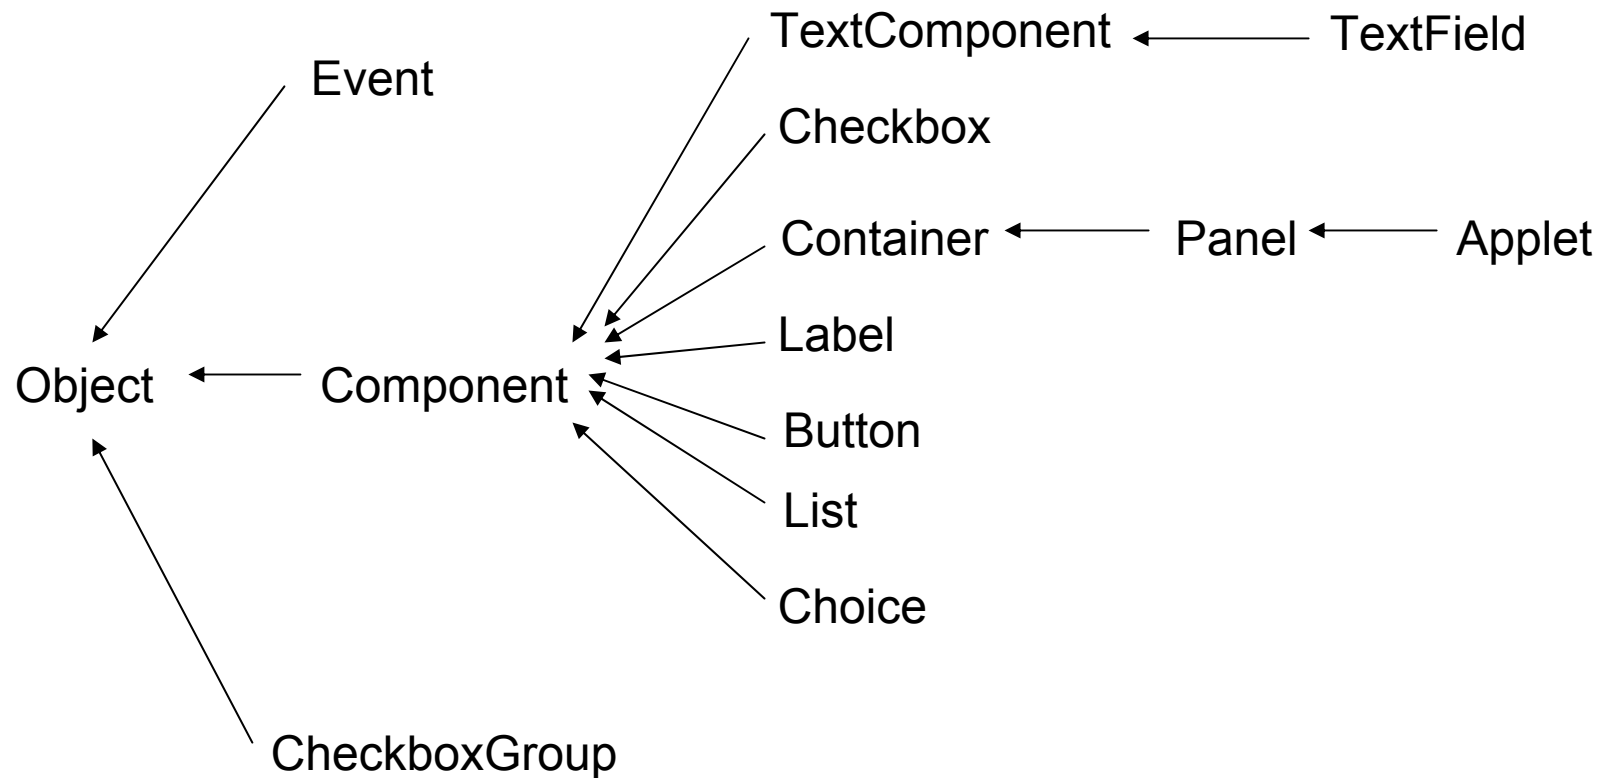 TextComponent TextField
Event
Checkbox
Container Panel Applet
Label
Object Component
Button
List
Choice
CheckboxGroup